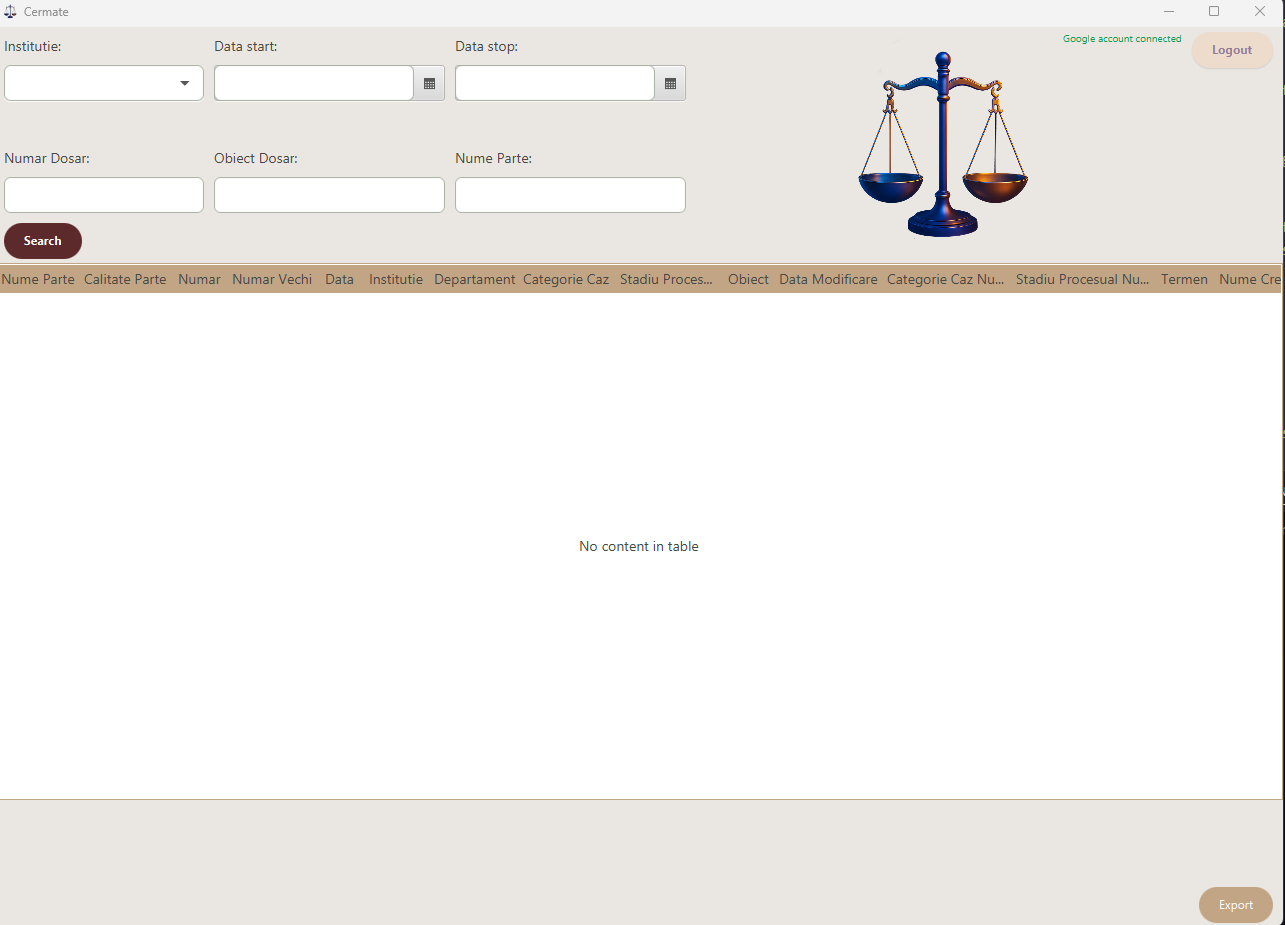 Cermate
Institutie:
Data start:
Data stop:
Google account connected
Logout
Numar Dosar:
Obiect Dosar:
Nume Parte:
Search
Nume Parte Calitate Parte Numar Numar Vechi Data Institutie Departament Categorie Caz Stadiu Proces... Obiect Data Modificare Categorie Caz Nu... Stadiu Procesual Nu... Termen Nume Cre
No content in table
Export